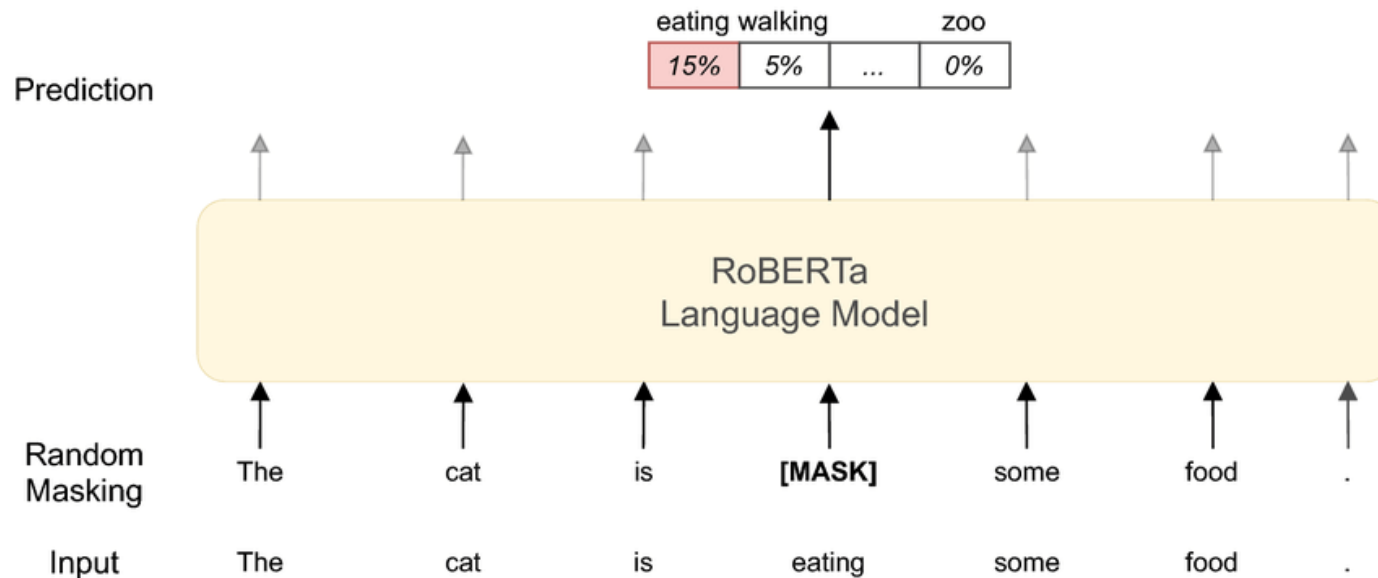 eating walking zoo
Prediction 15% 5% ... 0%
RoBERTa
Language Model
Random
Masking
The cat is [MASK] some food .
Input The cat is eating some food .